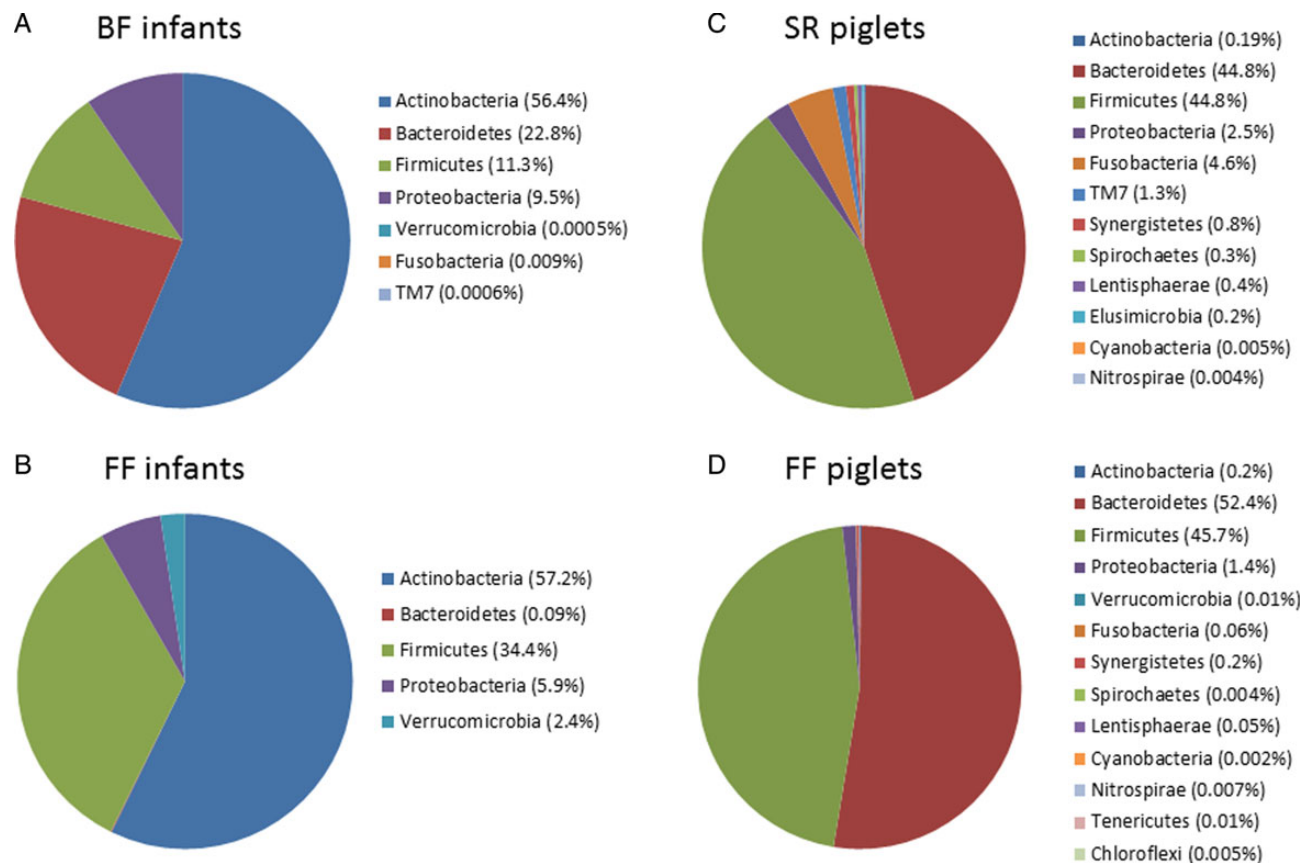 A
BF infants
Actinobacteria (56.4%)
Bacteroidetes (22.8%)
Firmicutes (11.3%)
Proteobacteria (9.5%)
Verrucomicrobia (0.0005%)
Fusobacteria (0.009%)
TM7 (0.0006%)
B
FF infants
Actinobacteria (57.2%)
Bacteroidetes (0.09%)
Firmicutes (34.4%)
Proteobacteria (5.9%)
Verrucomicrobia (2.4%)
C
SR piglets
Actinobacteria (0.19%)
Bacteroidetes (44.8%)
Firmicutes (44.8%)
Proteobacteria (2.5%)
Fusobacteria (4.6%)
TM7 (1.3%)
Synergistetes (0.8%)
Spirochaetes (0.3%)
Lentisphaerae (0.4%)
Elusimicrobia (0.2%)
Cyanobacteria (0.005%)
Nitrospirae (0.004%)
D
FF piglets
Actinobacteria (0.2%)
Bacteroidetes (52.4%)
Firmicutes (45.7%)
Proteobacteria (1.4%)
Verrucomicrobia (0.01%)
Fusobacteria (0.06%)
Synergistetes (0.2%)
Spirochaetes (0.004%)
Lentisphaerae (0.05%)
Cyanobacteria (0.002%)
Nitrospirae (0.007%)
Tenericutes (0.01%)
Chloroflexi (0.005%)